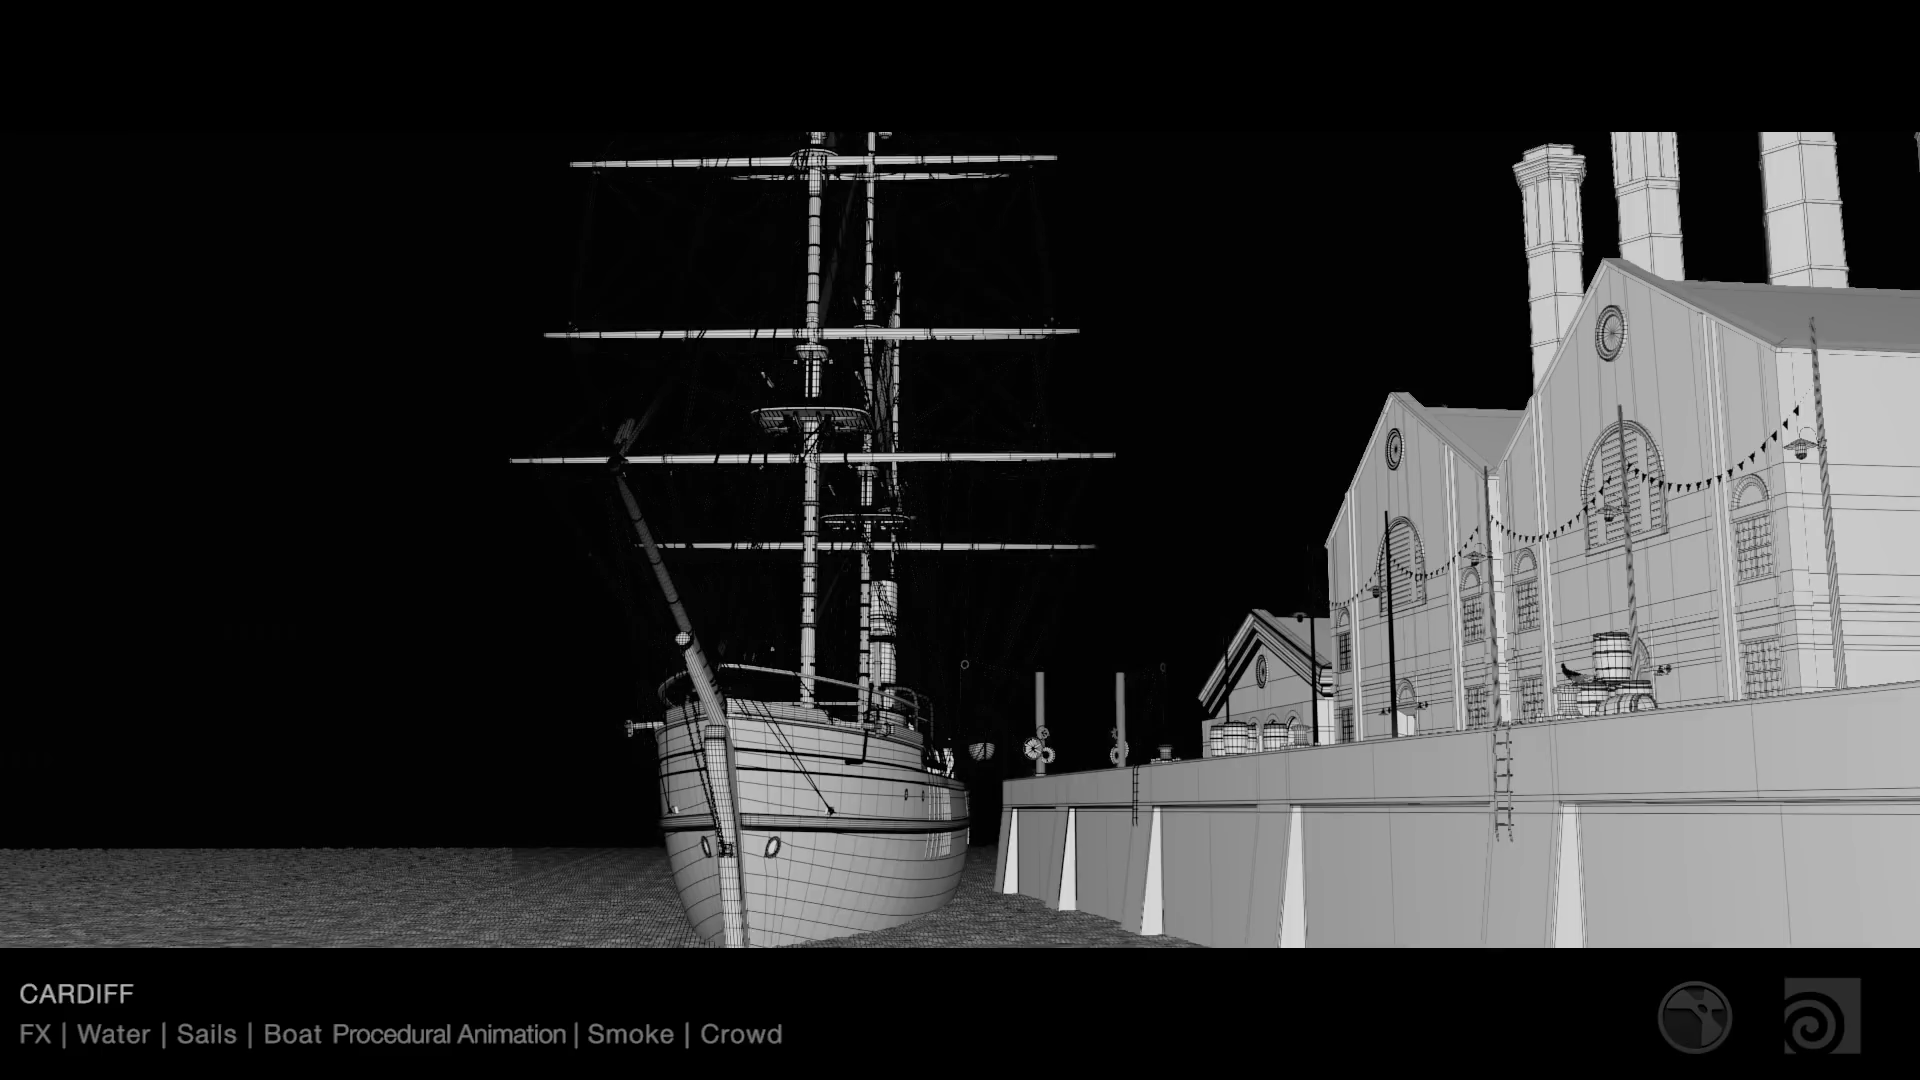 CARDIFF
FX | Water | Sails | Boat Procedural Animation | Smoke | Crowd